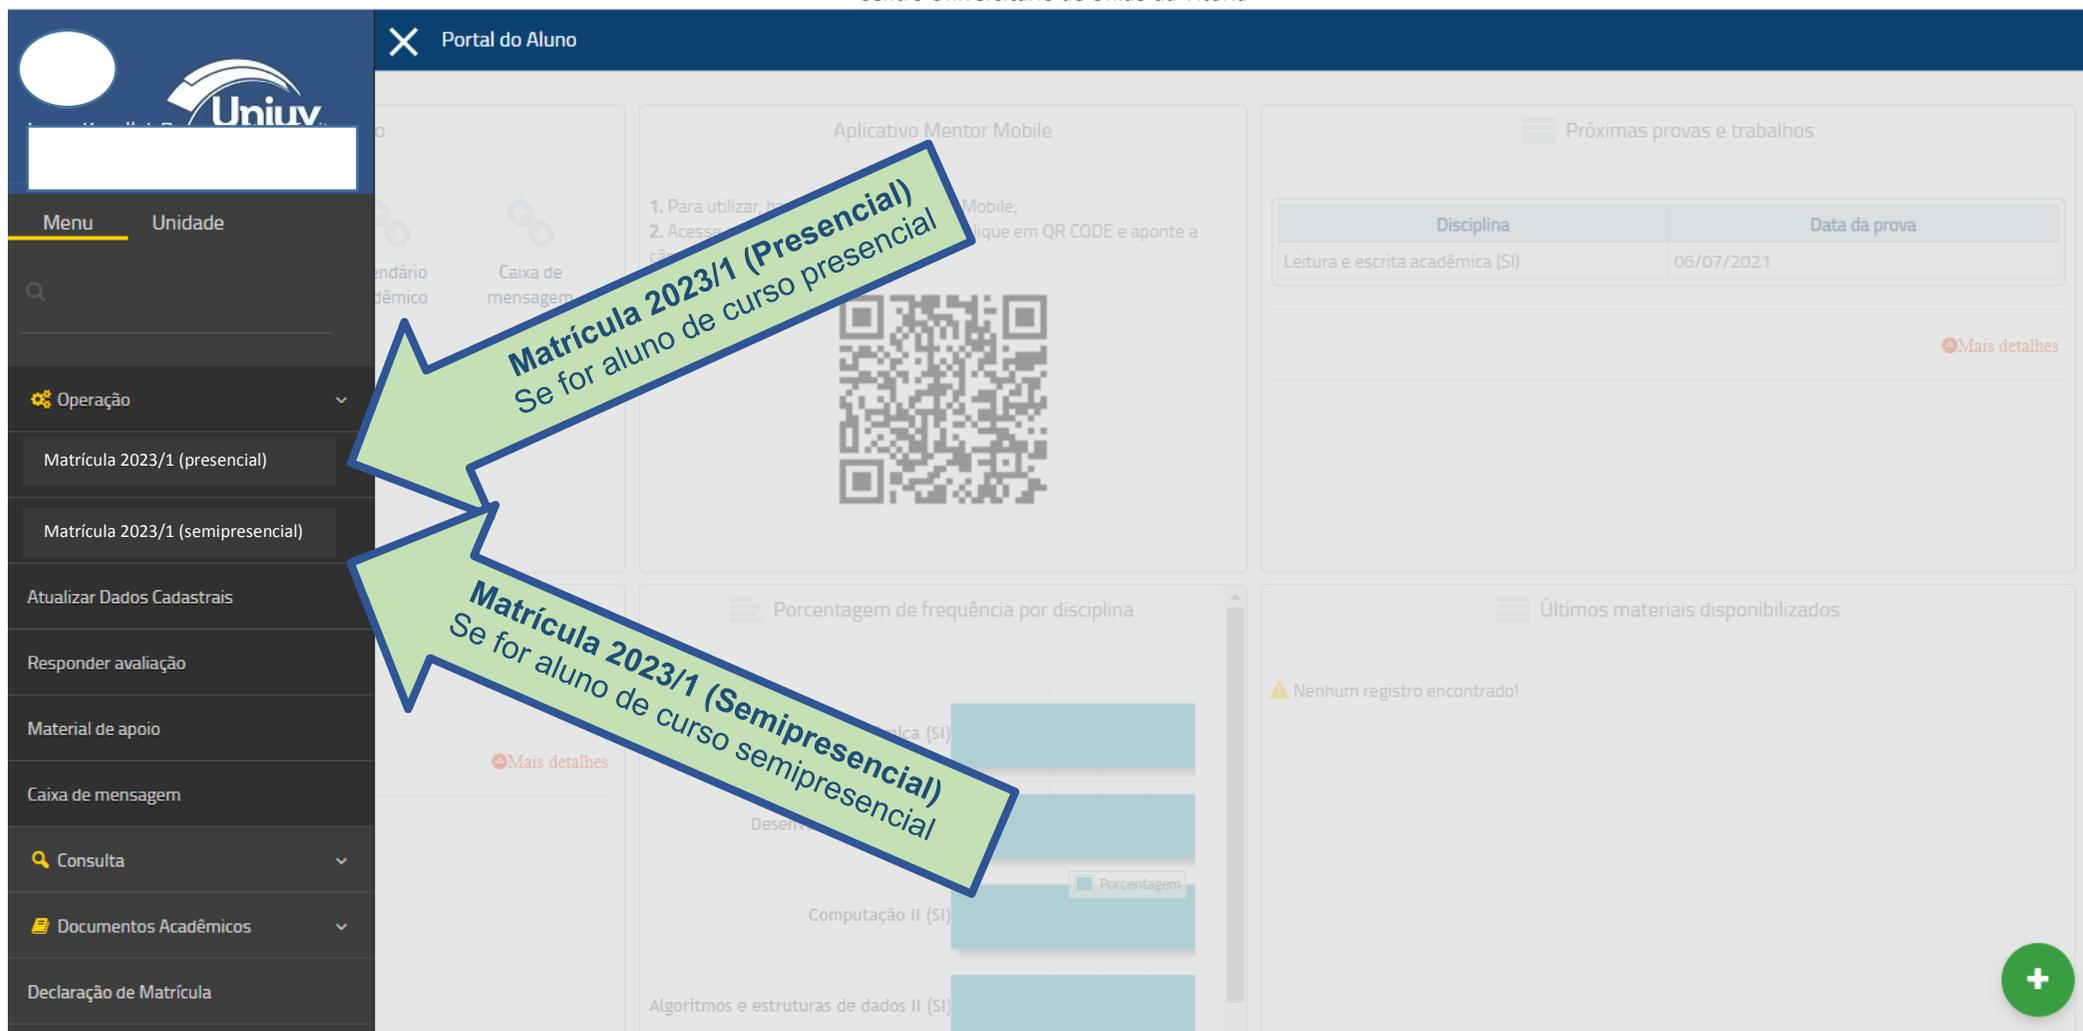 Portal do Aluno
Uniuv
Menu
Unidade
Operação
Matrícula 2023/1 (presencial)
Matrícula 2023/1 (semipresencial)
Atualizar Dados Cadastrais
Responder avaliação
Material de apoio
Caixa de mensagem
Consulta
Documentos Acadêmicos
Declaração de Matrícula
Caixa de
mensagem
Mais detalhes
Matrícula 2023/1 (Presencial)
Se for aluno de curso presencial
Matrícula 2023/1 (Semipresencial)
Se for aluno de curso semipresencial
Aplicativo Mentor Mobile
1. Para utilizar, Mobile;
2. Acesse clique em QR CODE e aponte a
Porcentagem de frequência por disciplina
(SI)
Porcentagem
Computação II (SI)
Algoritmos e estruturas de dados II (SI)
Próximas provas e trabalhos
Disciplina Data da prova
Leitura e escrita acadêmica (SI) 06/07/2021
Mais detalhes
Últimos materiais disponibilizados
Nenhum registro encontrado!